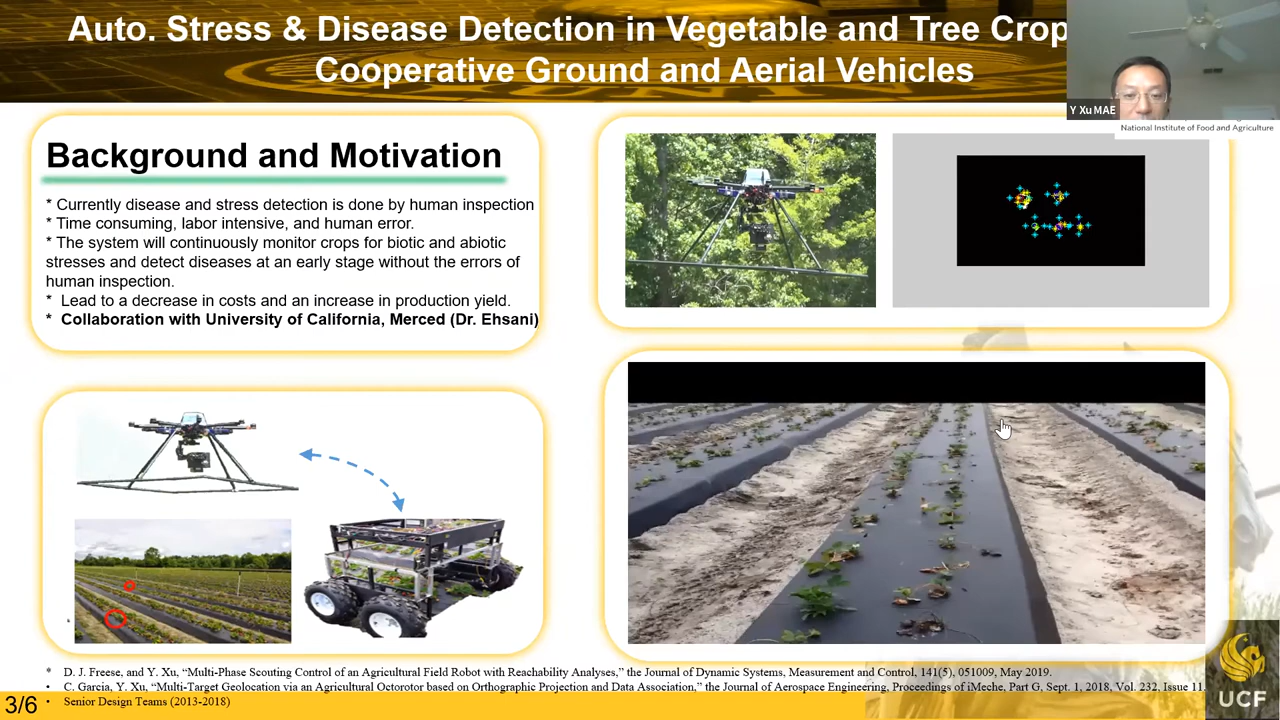 Auto. Stress & Disease Detection in Vegetable and Tree Crop
Cooperative Ground and Aerial Vehicles
Y Xu MAE
National Institute of Food and Agriculture
Background and Motivation
* Currently disease and stress detection is done by human inspection
* Time consuming, labor intensive, and human error.
* The system will continuously monitor crops for biotic and abiotic
stresses and detect diseases at an early stage without the errors of
human inspection.
* Lead to a decrease in costs and an increase in production yield.
* Collaboration with University of California, Merced (Dr. Ehsani)
* D. J. Freese, and Y. Xu, “Multi-Phase Scouting Control of an Agricultural Field Robot with Reachability Analyses,” the Journal of Dynamic Systems, Measurement and Control, 141(5), 051009, May 2019.
• C. Garcia, Y. Xu, “Multi-Target Geolocation via an Agricultural Octorotor based on Orthographic Projection and Data Association,” the Journal of Aerospace Engineering, Proceedings of iMeche, Part G, Sept. 1, 2018, Vol. 232, Issue 11,
• Senior Design Teams (2013-2018)
3/6
UCF